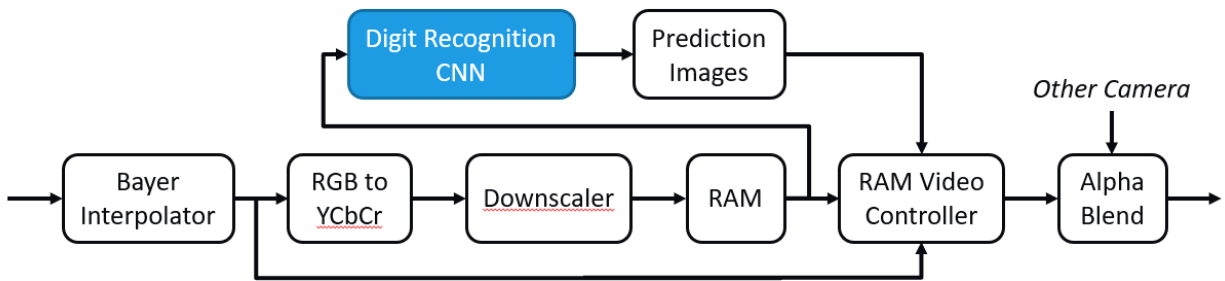 Digit Recognition
CNN
Prediction
Images
Other Camera
Bayer
Interpolator
RGB to
YCbCr
Downscaler
RAM
RAM Video
Controller
Alpha
Blend